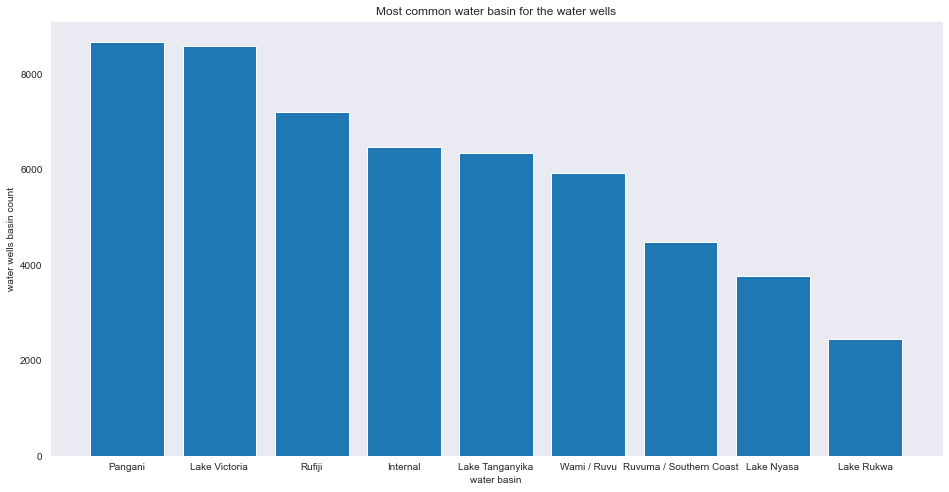 Most common water basin for the water wells
water wells basin count
8000
6000
4000
2000
0
Pangani Lake Victoria Rufiji Internal Lake Tanganyika Wami / Ruvu Ruvuma / Southern Coast Lake Nyasa Lake Rukwa
water basin